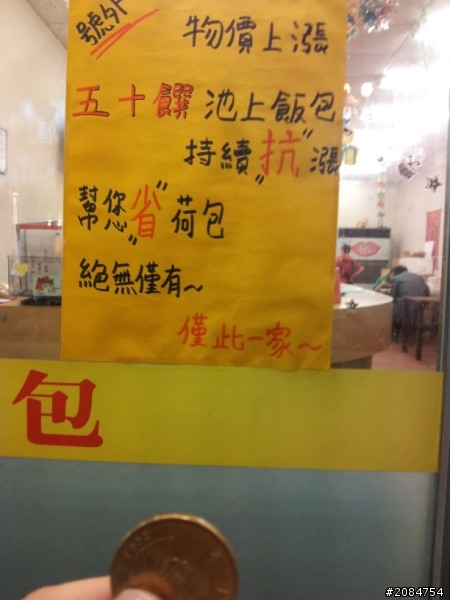 號外
物價上漲
五十饌 池上飯包
持續"抗"漲
幫您"省"荷包
絕無僅有~
僅此一家~
包
#2084754